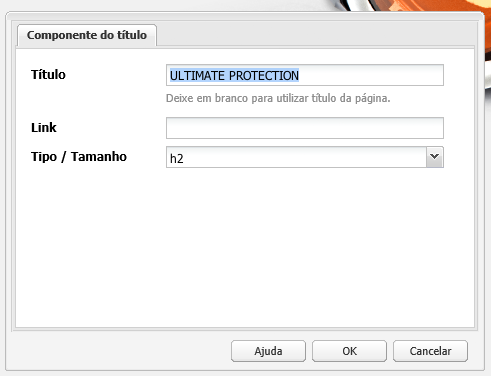 Componente do título
Título
ULTIMATE PROTECTION
Deixe em branco para utilizar título da página.
Link
Tipo / Tamanho
h2
Ajuda
OK
Cancelar